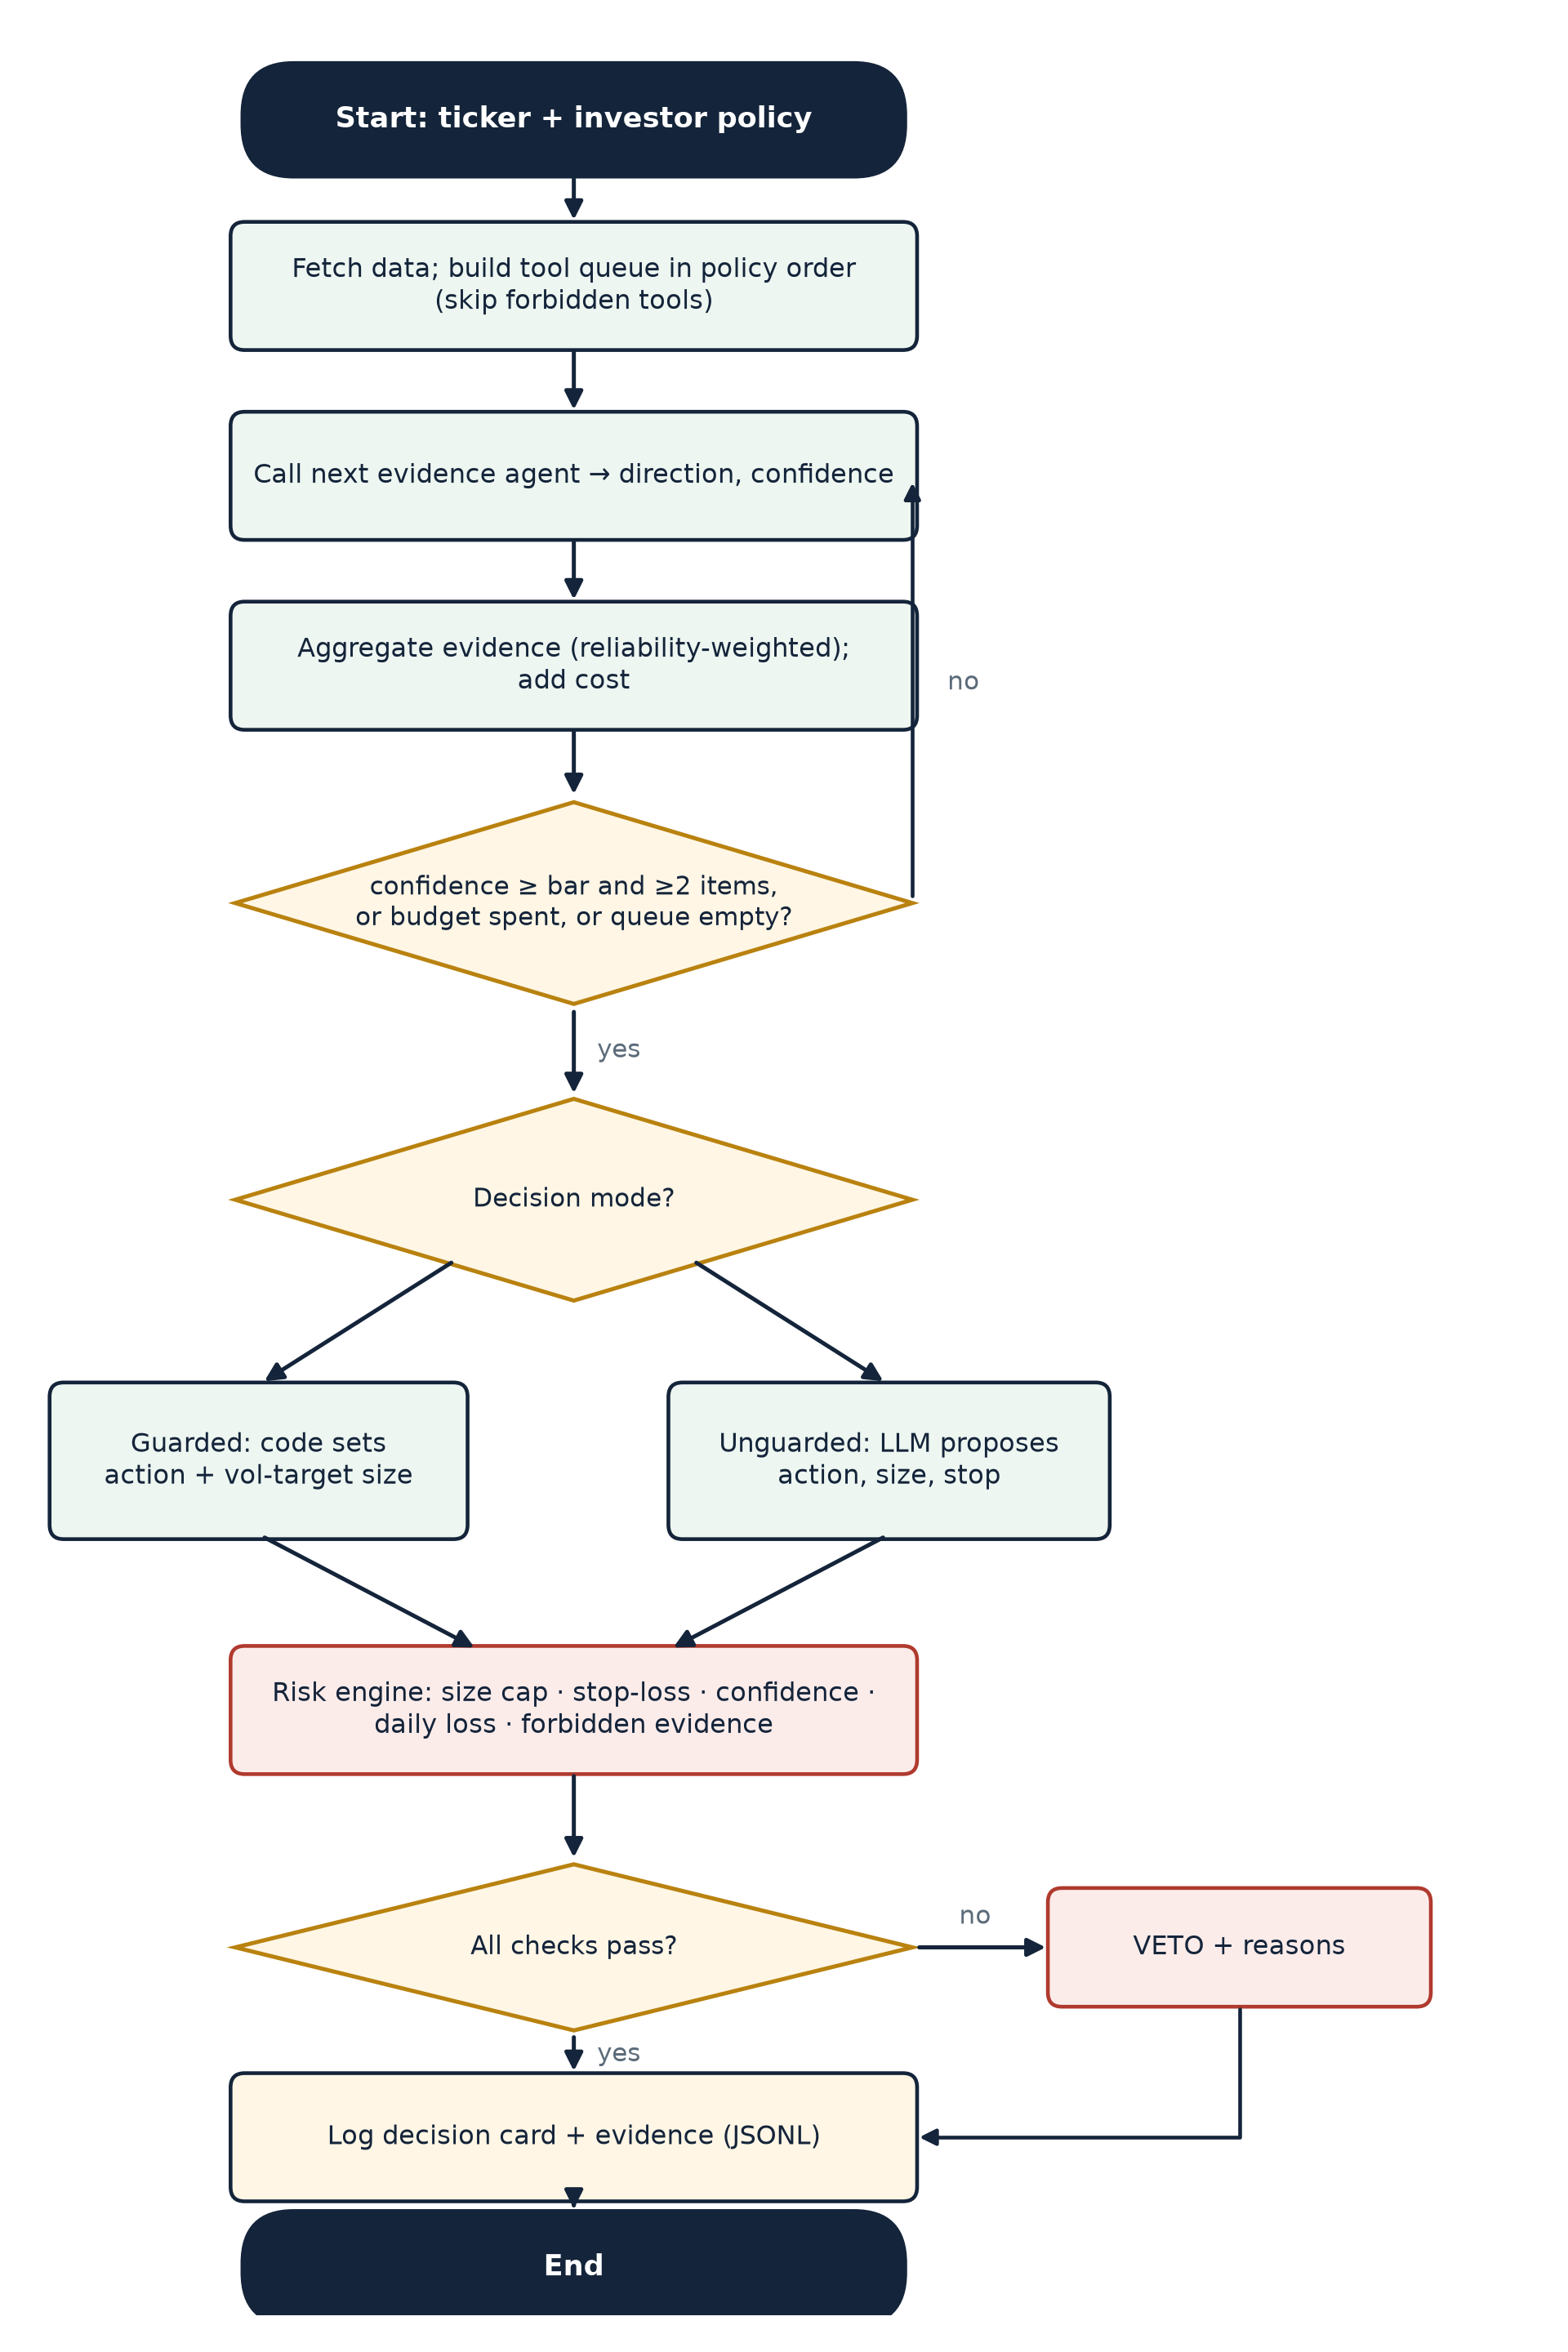 Start: ticker + investor policy
Fetch data; build tool queue in policy order
(skip forbidden tools)
Call next evidence agent → direction, confidence
Aggregate evidence (reliability-weighted);
add cost
no
confidence ≥ bar and ≥2 items,
or budget spent, or queue empty?
yes
Decision mode?
Guarded: code sets
action + vol-target size
Unguarded: LLM proposes
action, size, stop
Risk engine: size cap · stop-loss · confidence ·
daily loss · forbidden evidence
All checks pass?
no
VETO + reasons
yes
Log decision card + evidence (JSONL)
End